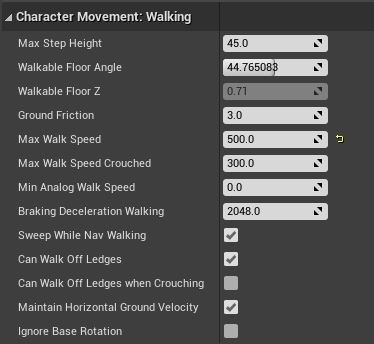 Character Movement: Walking
Max Step Height 45.0
Walkable Floor Angle 44.765083
Walkable Floor Z 0.71
Ground Friction 3.0
Max Walk Speed 500.0
Max Walk Speed Crouched 300.0
Min Analog Walk Speed 0.0
Braking Deceleration Walking 2048.0
Sweep While Nav Walking
Can Walk Off Ledges
Can Walk Off Ledges when Crouching
Maintain Horizontal Ground Velocity
Ignore Base Rotation